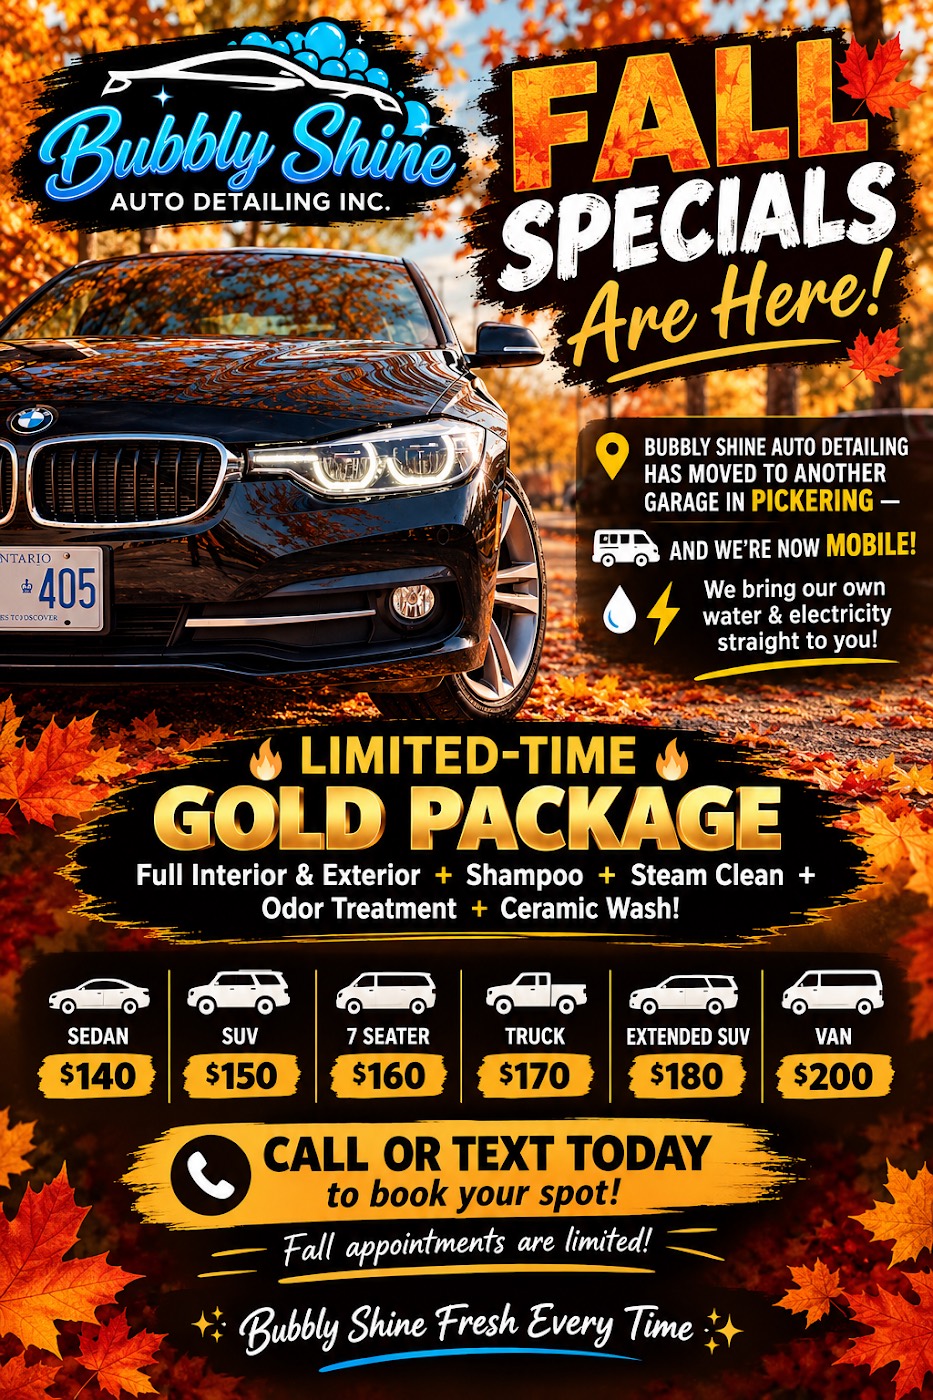 Bubbly Shine
AUTO DETAILING INC.
FALL
SPECIALS
Are Here!
BUBBLY SHINE AUTO DETAILING
HAS MOVED TO ANOTHER
GARAGE IN PICKERING —
AND WE'RE NOW MOBILE!
We bring our own
water & electricity
straight to you!
NTARIO
405
KS TO DISCOVER
LIMITED-TIME
GOLD PACKAGE
Full Interior & Exterior + Shampoo + Steam Clean +
Odor Treatment + Ceramic Wash!
SEDAN
$140
SUV
$150
7 SEATER
$160
TRUCK
$170
EXTENDED SUV
$180
VAN
$200
CALL OR TEXT TODAY
to book your spot!
Fall appointments are limited!
Bubbly Shine Fresh Every Time